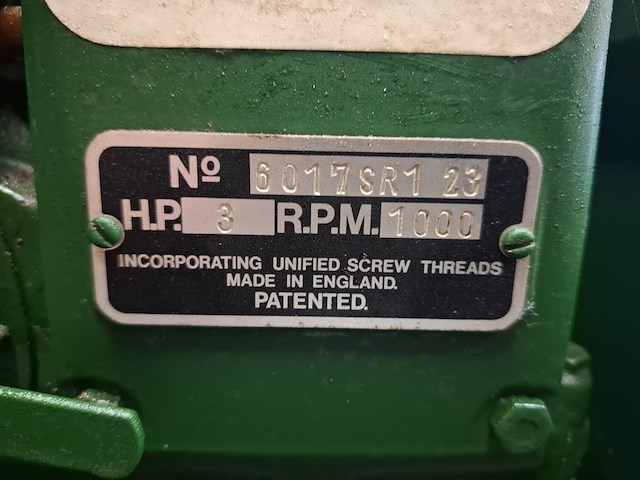 Nº 6017SR1 23
H.P. 3 R.P.M. 1000
INCORPORATING UNIFIED SCREW THREADS
MADE IN ENGLAND.
PATENTED.